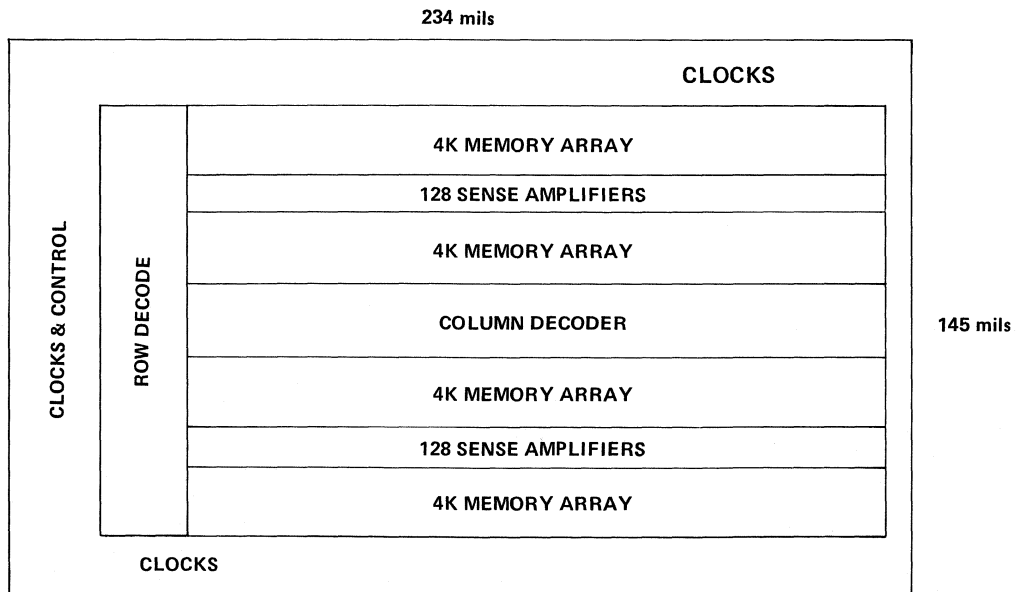 234 mils
CLOCKS
4K MEMORY ARRAY
128 SENSE AMPLIFIERS
4K MEMORY ARRAY
COLUMN DECODER
4K MEMORY ARRAY
128 SENSE AMPLIFIERS
4K MEMORY ARRAY
ROW DECODE
CLOCKS & CONTROL
145 mils
CLOCKS